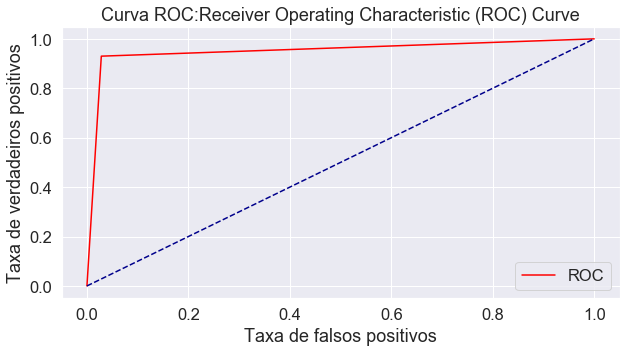 Curva ROC:Receiver Operating Characteristic (ROC) Curve
Taxa de verdadeiros positivos
1.0
0.8
0.6
0.4
0.2
0.0
ROC
0.0 0.2 0.4 0.6 0.8 1.0
Taxa de falsos positivos